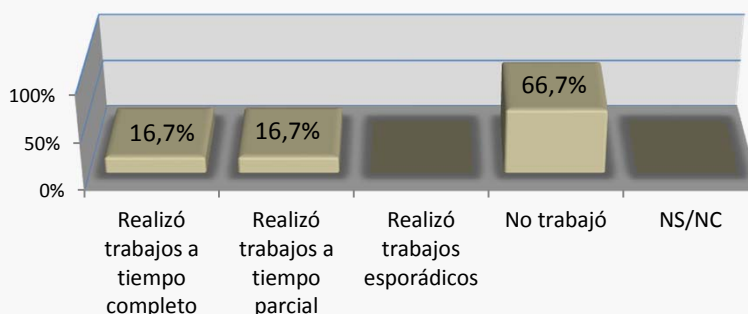 100%
50%
0%
16,7%
16,7%
66,7%
Realizó
trabajos a
tiempo
completo
Realizó
trabajos a
tiempo
parcial
Realizó
trabajos
esporádicos
No trabajó
NS/NC